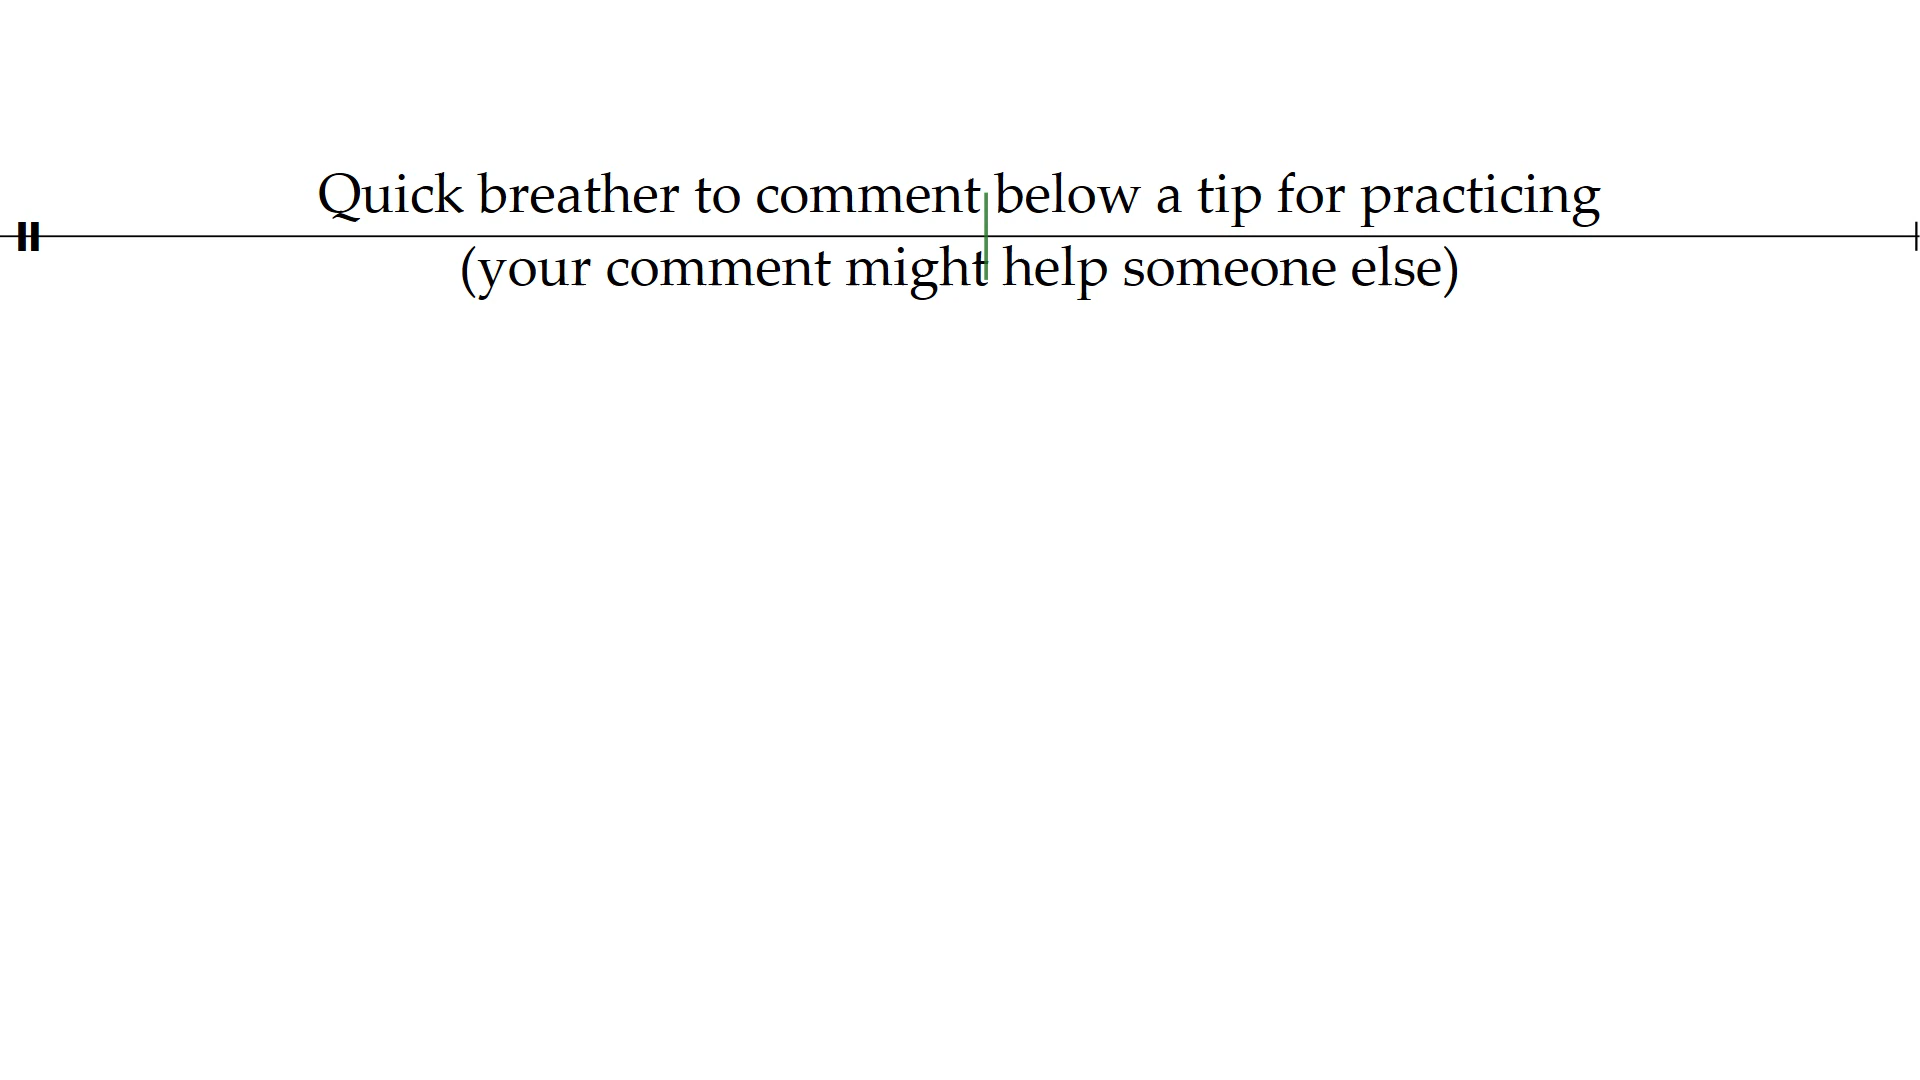 Quick breather to comment below a tip for practicing
(your comment might help someone else)